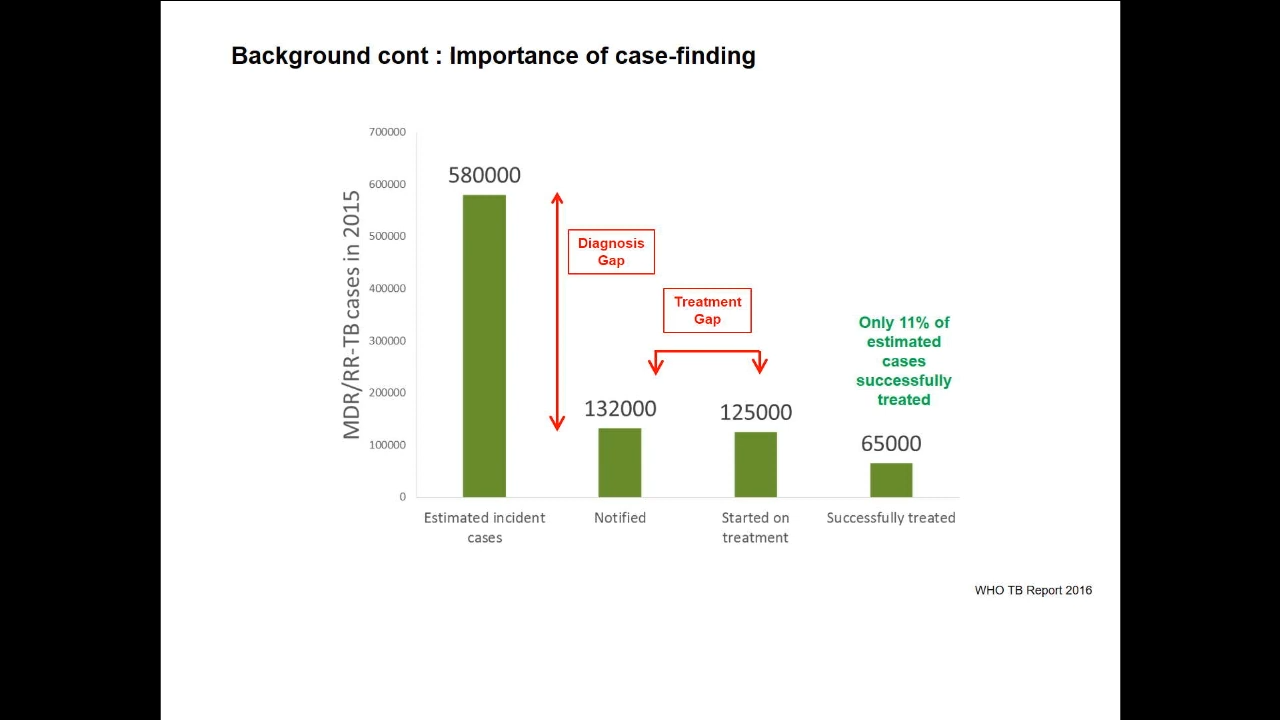 Background cont : Importance of case-finding
MDR/RR-TB cases in 2015
700000
600000
500000
400000
300000
200000
100000
0
580000
132000
125000
65000
Diagnosis
Gap
Treatment
Gap
Only 11% of
estimated
cases
successfully
treated
Estimated incident
cases
Notified
Started on
treatment
Successfully treated
WHO TB Report 2016